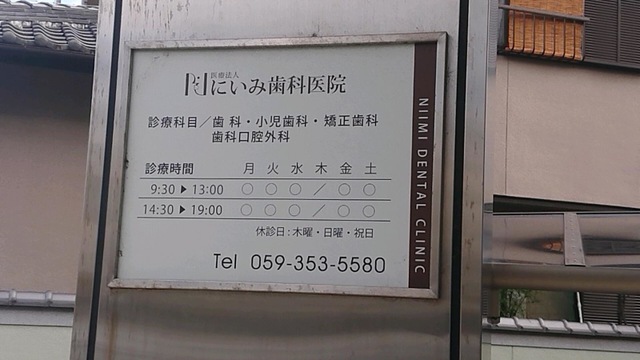 医療法人
にいみ歯科医院
診療科目／歯 科・小児歯科・矯正歯科
歯科口腔外科
診療時間 月 火 水 木 金 土
9:30 ▶ 13:00 ○ ○ ○ ／ ○ ○
14:30 ▶ 19:00 ○ ○ ○ ／ ○ ○
休診日:木曜・日曜・祝日
Tel 059-353-5580
NIIMI DENTAL CLINIC